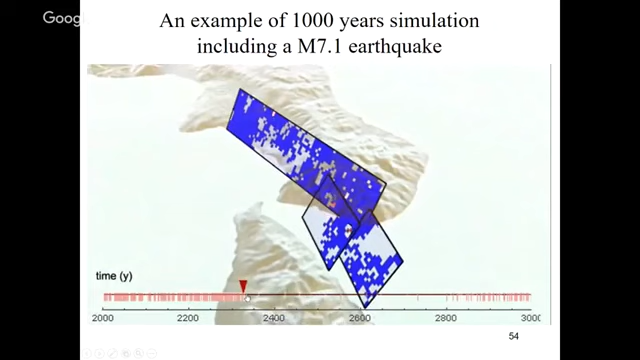 Goog
An example of 1000 years simulation
including a M7.1 earthquake
time (y)
2000 2200 2400 2600 2800 3000
54